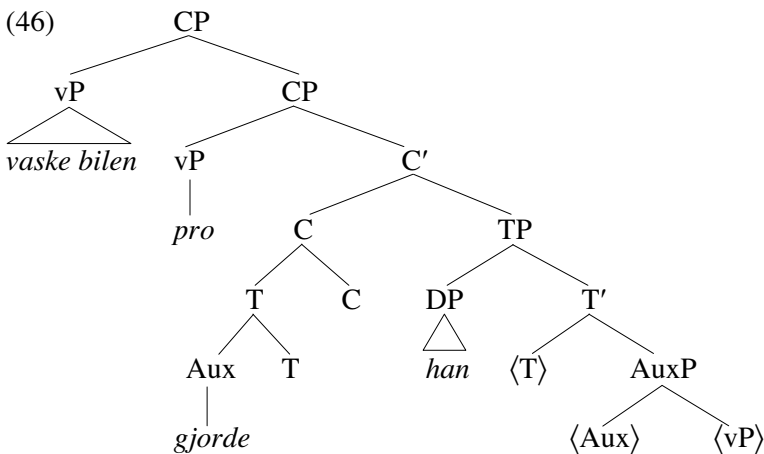 (46) CP
vP CP
vaske bilen vP C′
pro C TP
T C DP T′
Aux T han ⟨T⟩ AuxP
gjorde ⟨Aux⟩ ⟨vP⟩